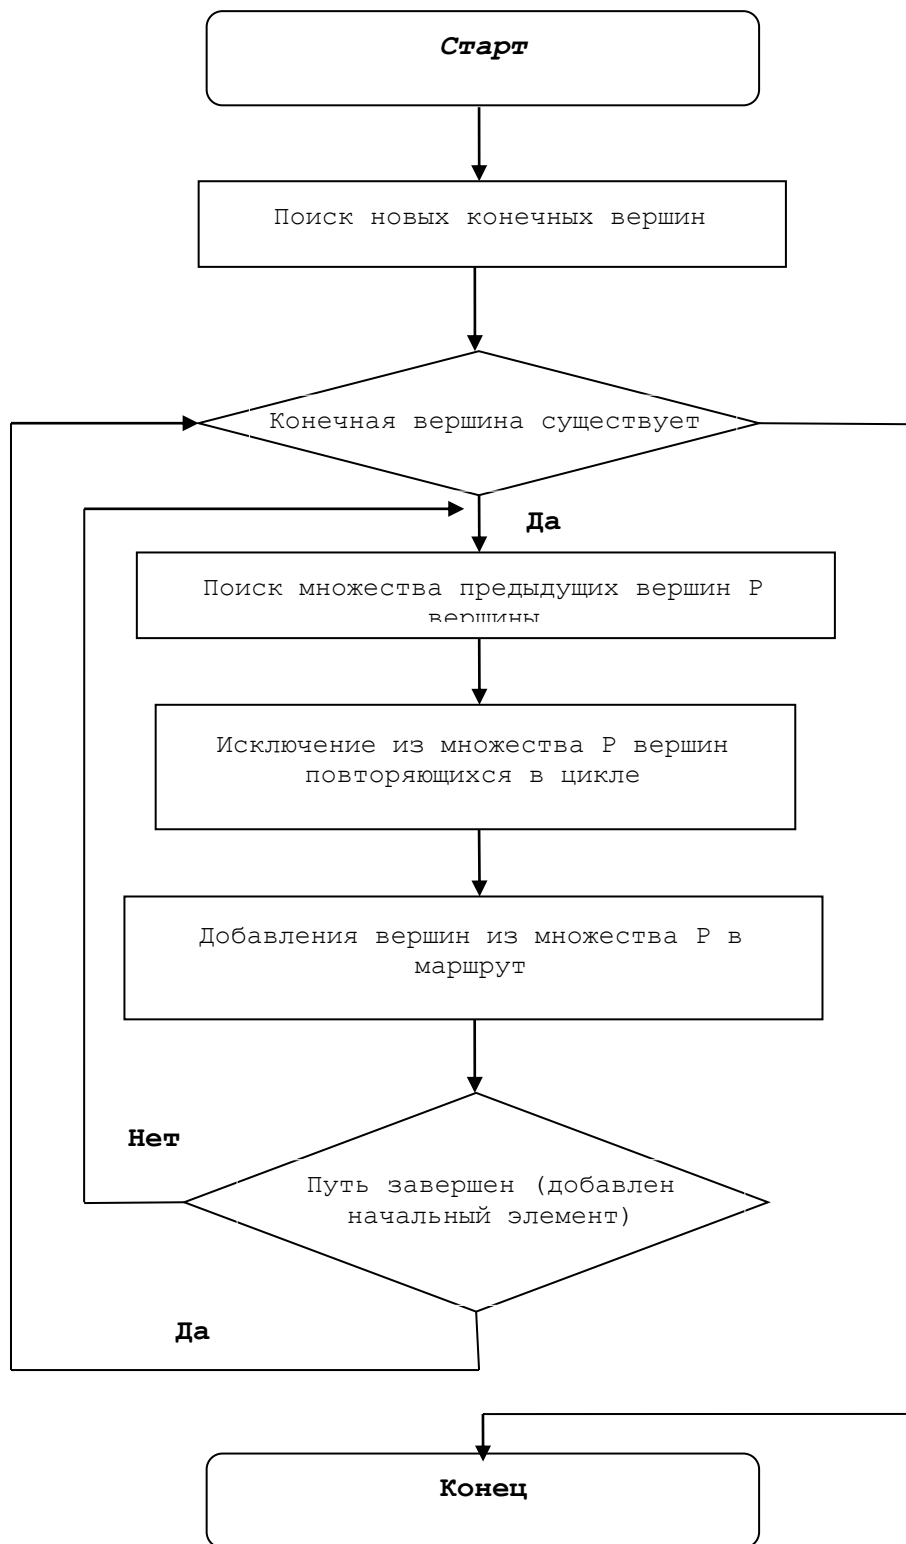 Старт
Поиск новых конечных вершин
Конечная вершина существует
Да
Поиск множества предыдущих вершин P
вершины
Исключение из множества P вершин
повторяющихся в цикле
Добавления вершин из множества P в
маршрут
Нет
Путь завершен (добавлен
начальный элемент)
Да
Конец